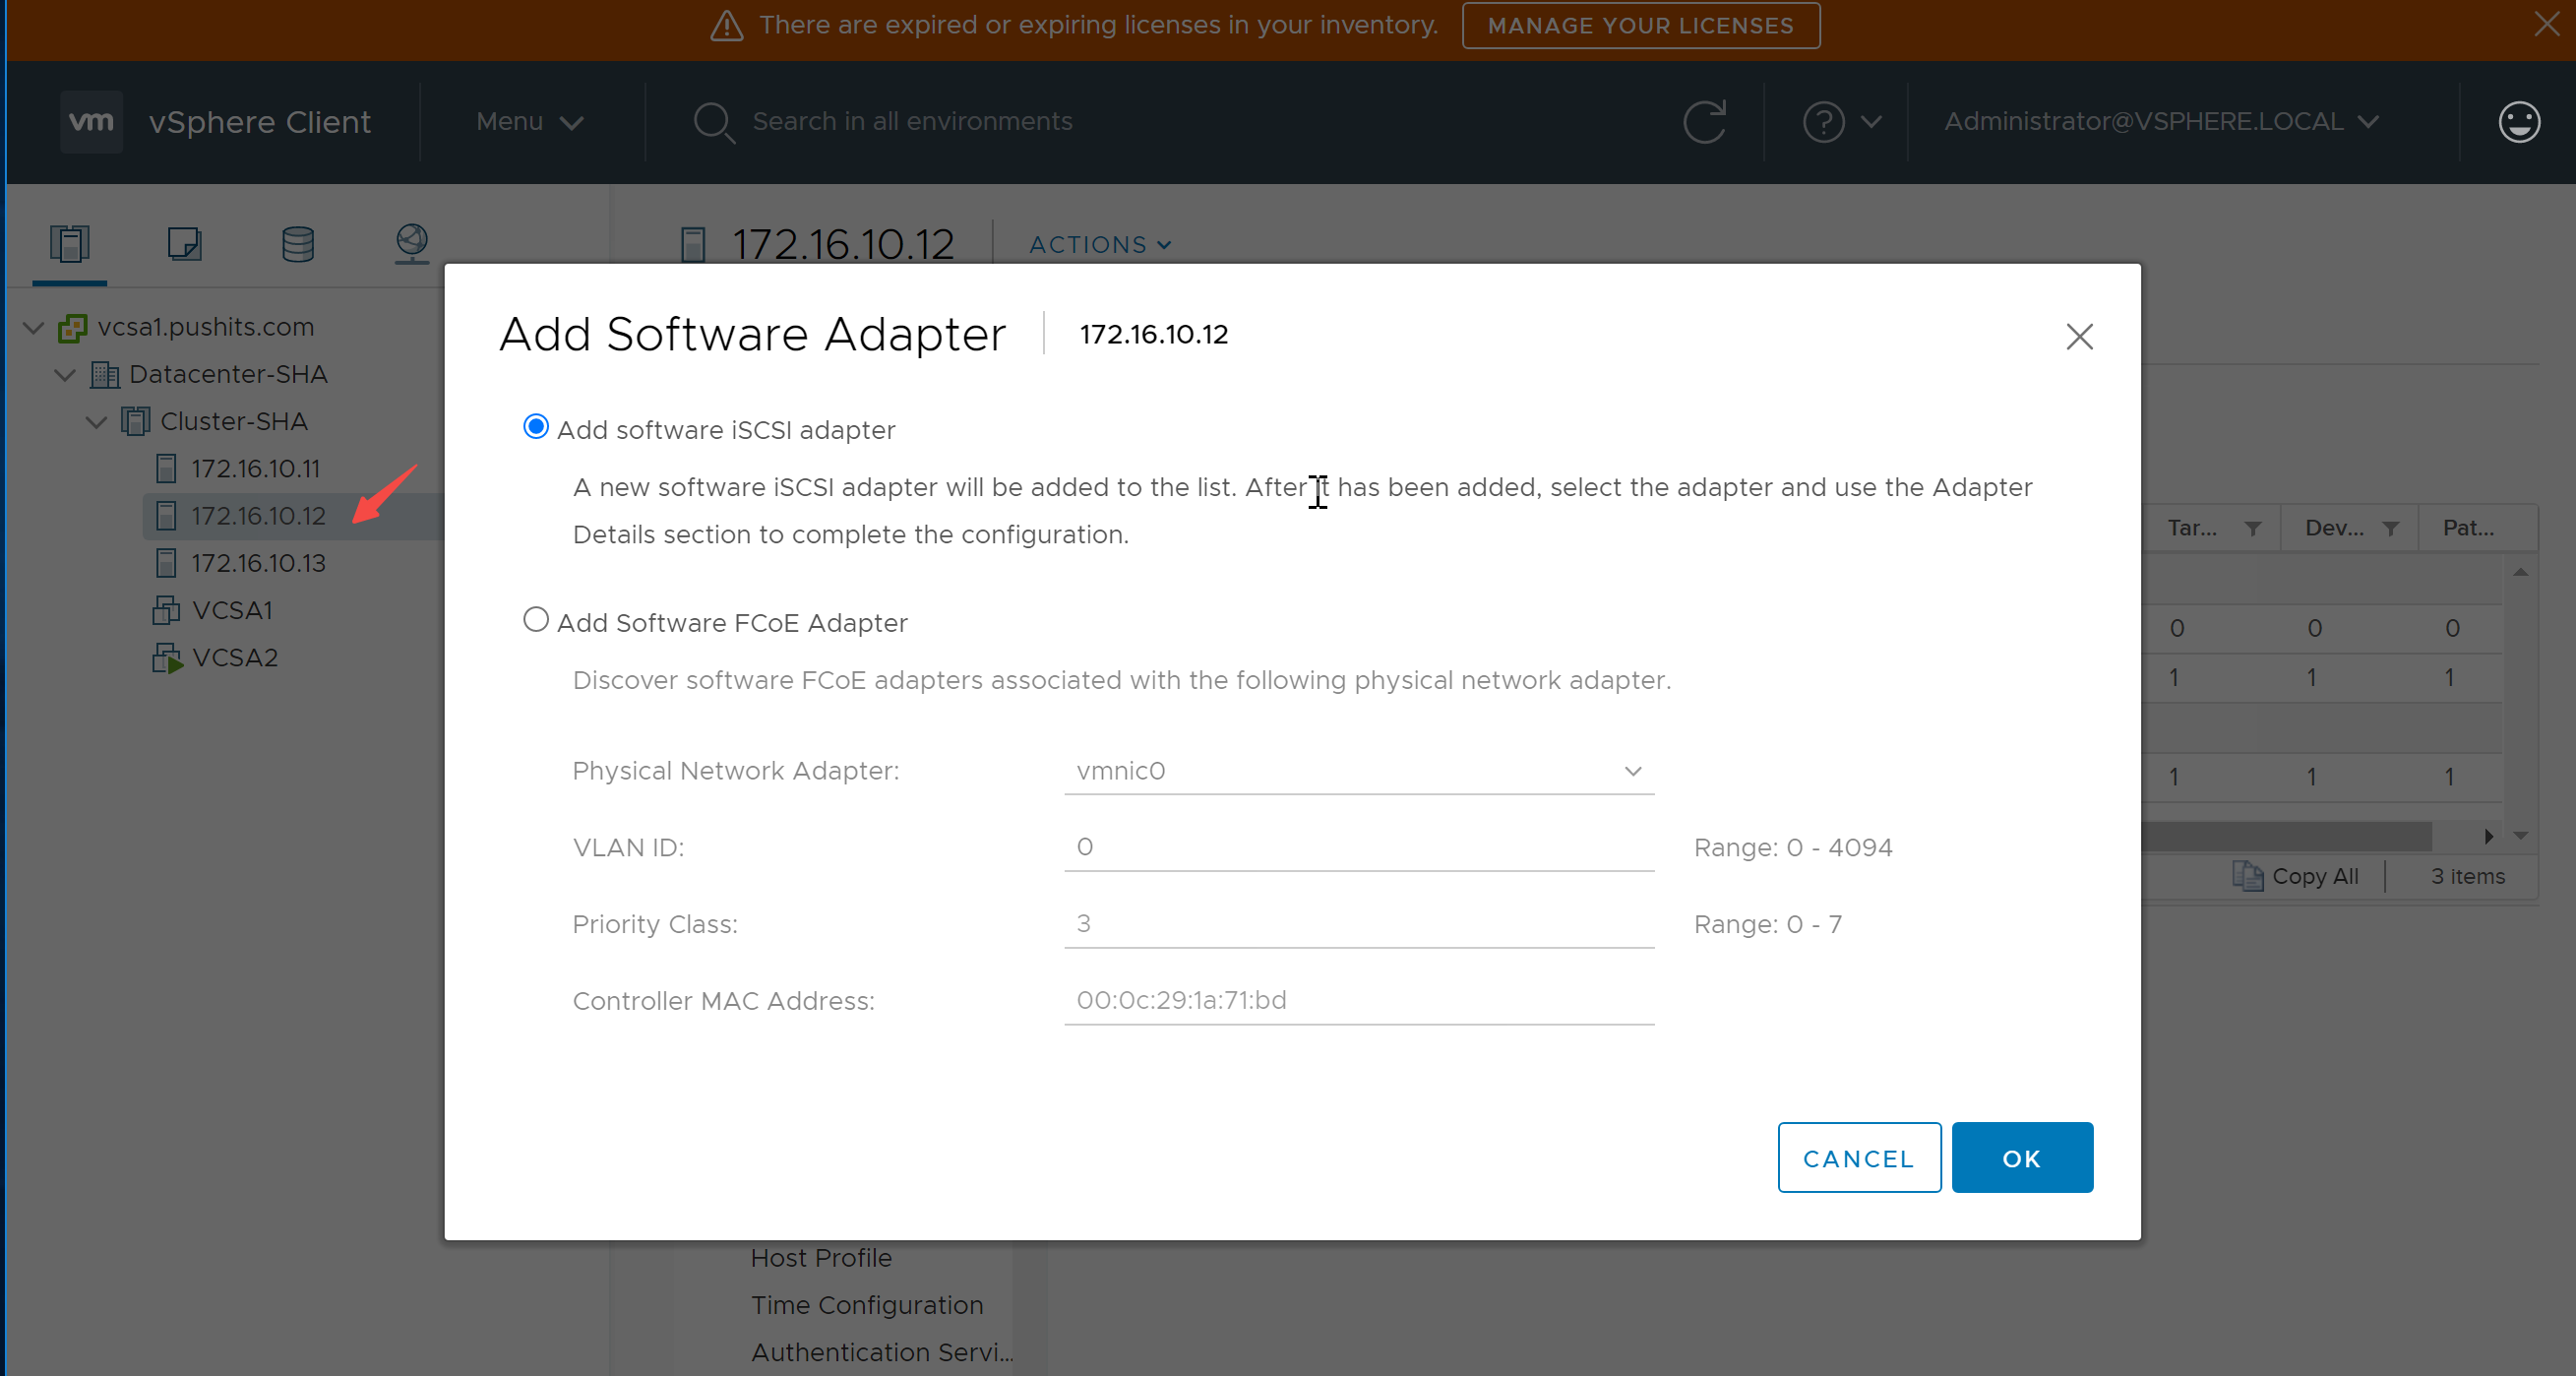 There are expired or expiring licenses in your inventory. MANAGE YOUR LICENSES
vm vSphere Client Menu Search in all environments Administrator@VSPHERE.LOCAL
172.16.10.12 ACTIONS
vcsa1.pushits.com
Datacenter-SHA
Cluster-SHA
172.16.10.11
172.16.10.12
172.16.10.13
VCSA1
VCSA2
Add Software Adapter 172.16.10.12
Add software iSCSI adapter
A new software iSCSI adapter will be added to the list. After it has been added, select the adapter and use the Adapter
Details section to complete the configuration.
Add Software FCoE Adapter
Discover software FCoE adapters associated with the following physical network adapter.
Physical Network Adapter: vmnic0
VLAN ID: 0 Range: 0 - 4094
Priority Class: 3 Range: 0 - 7
Controller MAC Address: 00:0c:29:1a:71:bd
CANCEL OK
Tar... Dev... Pat...
0 0 0
1 1 1
1 1 1
Copy All 3 items
Host Profile
Time Configuration
Authentication Servi...